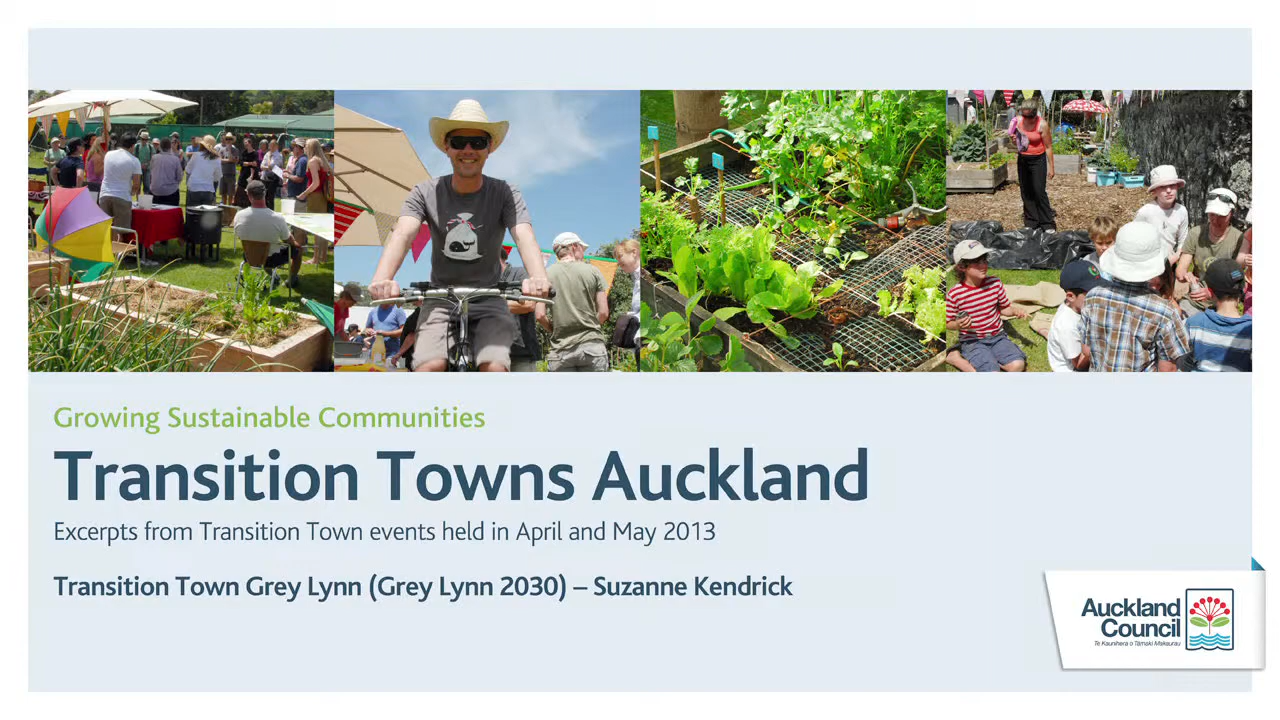 Growing Sustainable Communities
Transition Towns Auckland
Excerpts from Transition Town events held in April and May 2013
Transition Town Grey Lynn (Grey Lynn 2030) – Suzanne Kendrick
Auckland
Council
Te Kaunihera o Tāmaki Makaurau